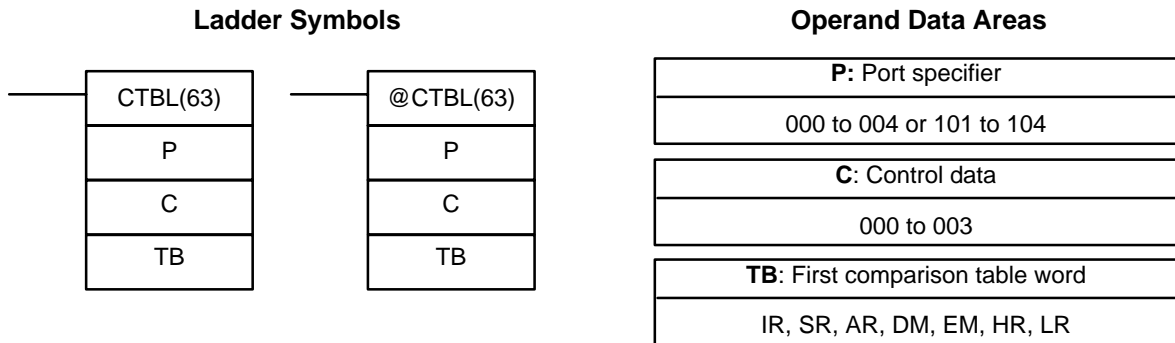 Ladder Symbols
CTBL(63)
P
C
TB
@CTBL(63)
P
C
TB
Operand Data Areas
P: Port specifier
000 to 004 or 101 to 104
C: Control data
000 to 003
TB: First comparison table word
IR, SR, AR, DM, EM, HR, LR